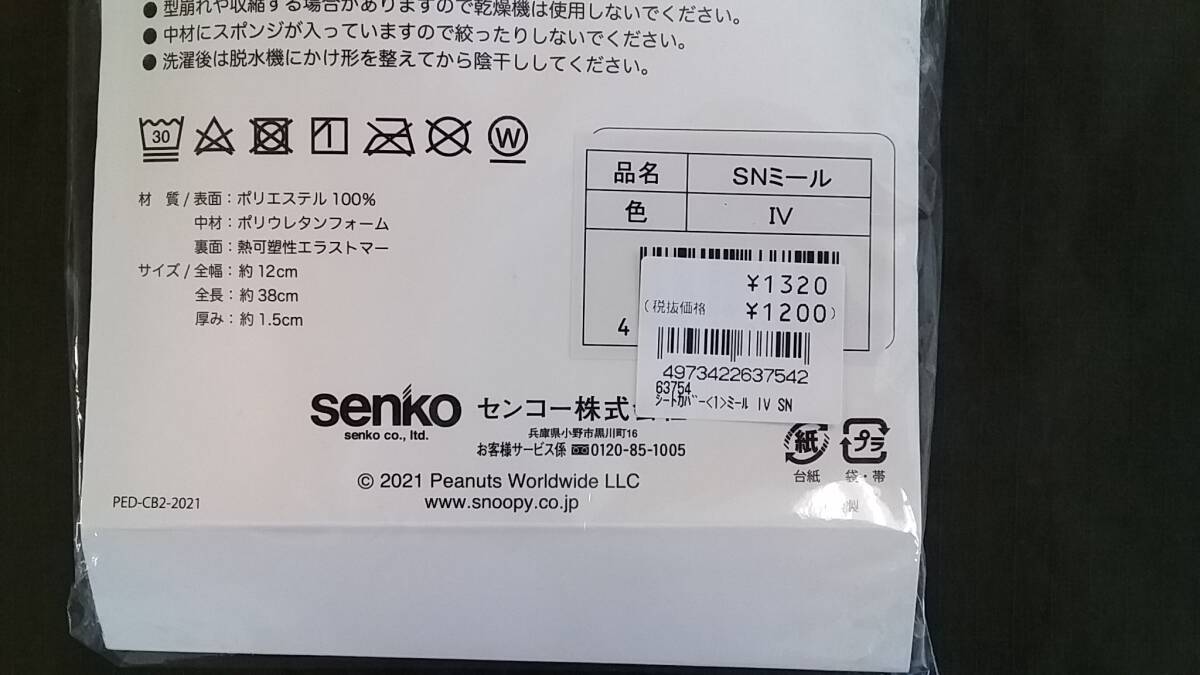 ●型崩れや収縮する場合がありますので乾燥機は使用しないでください。
●中材にスポンジが入っていますので絞ったりしないでください。
●洗濯後は脱水機にかけ形を整えてから陰干ししてください。
30
W
材 質/表面：ポリエステル 100%
中材：ポリウレタンフォーム
裏面：熱可塑性エラストマー
サイズ/全幅：約12cm
全長：約38cm
厚み：約1.5cm
品名 SNミール
色 IV
4
¥1320
(税抜価格 ¥1200)
4973422637542
63754
シートカバー<1>ミール IV SN
senko
senko co., ltd.
センコー株式
兵庫県小野市黒川町16
お客様サービス係 0120-85-1005
© 2021 Peanuts Worldwide LLC
www.snoopy.co.jp
PED-CB2-2021
紙
台紙
プラ
袋・帯
製